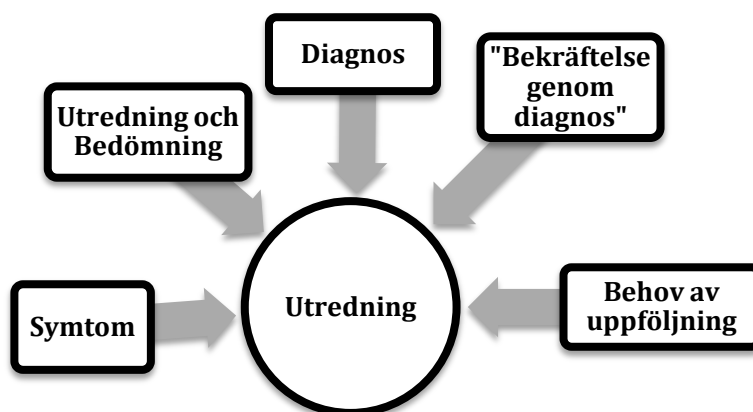 Diagnos
"Bekräftelse
genom
diagnos"
Utredning och
Bedömning
Symtom
Utredning
Behov av
uppföljning